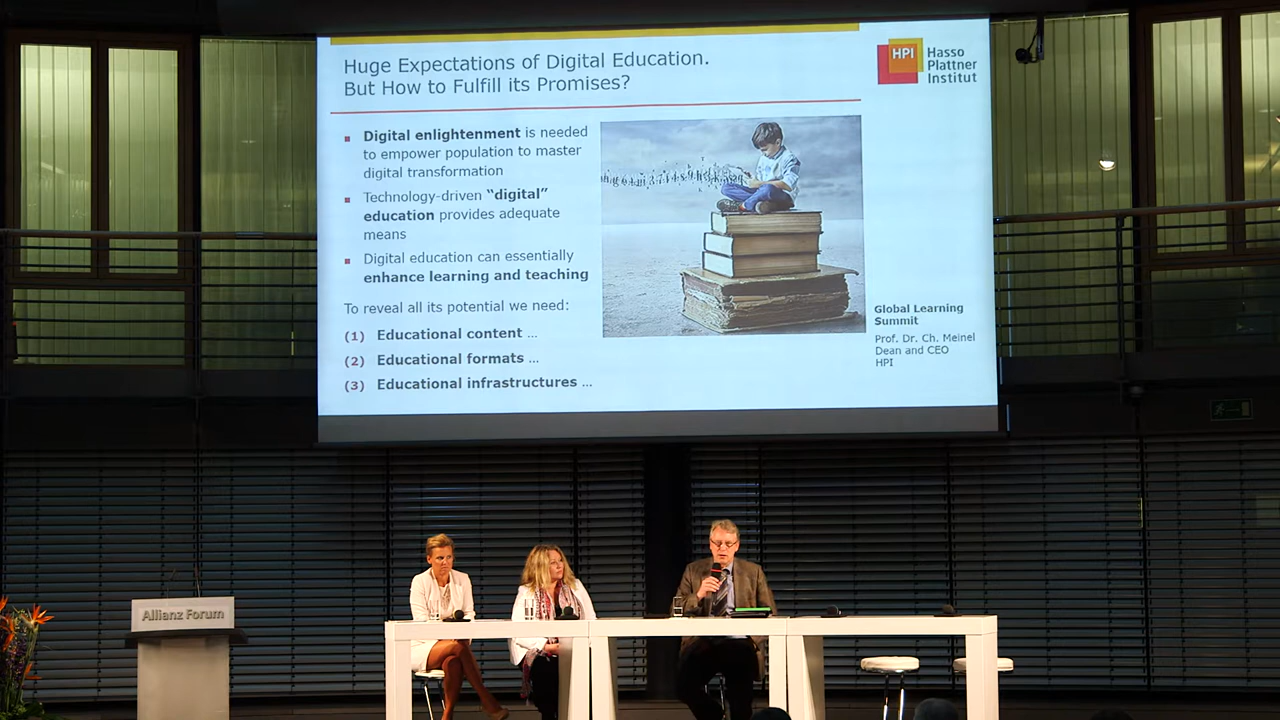 Huge Expectations of Digital Education.
But How to Fulfill its Promises?
HPI
Hasso
Plattner
Institut
▪ Digital enlightenment is needed
to empower population to master
digital transformation
▪ Technology-driven “digital”
education provides adequate
means
▪ Digital education can essentially
enhance learning and teaching
To reveal all its potential we need:
(1) Educational content ...
(2) Educational formats ...
(3) Educational infrastructures ...
Global Learning
Summit
Prof. Dr. Ch. Meinel
Dean and CEO
HPI
Allianz Forum